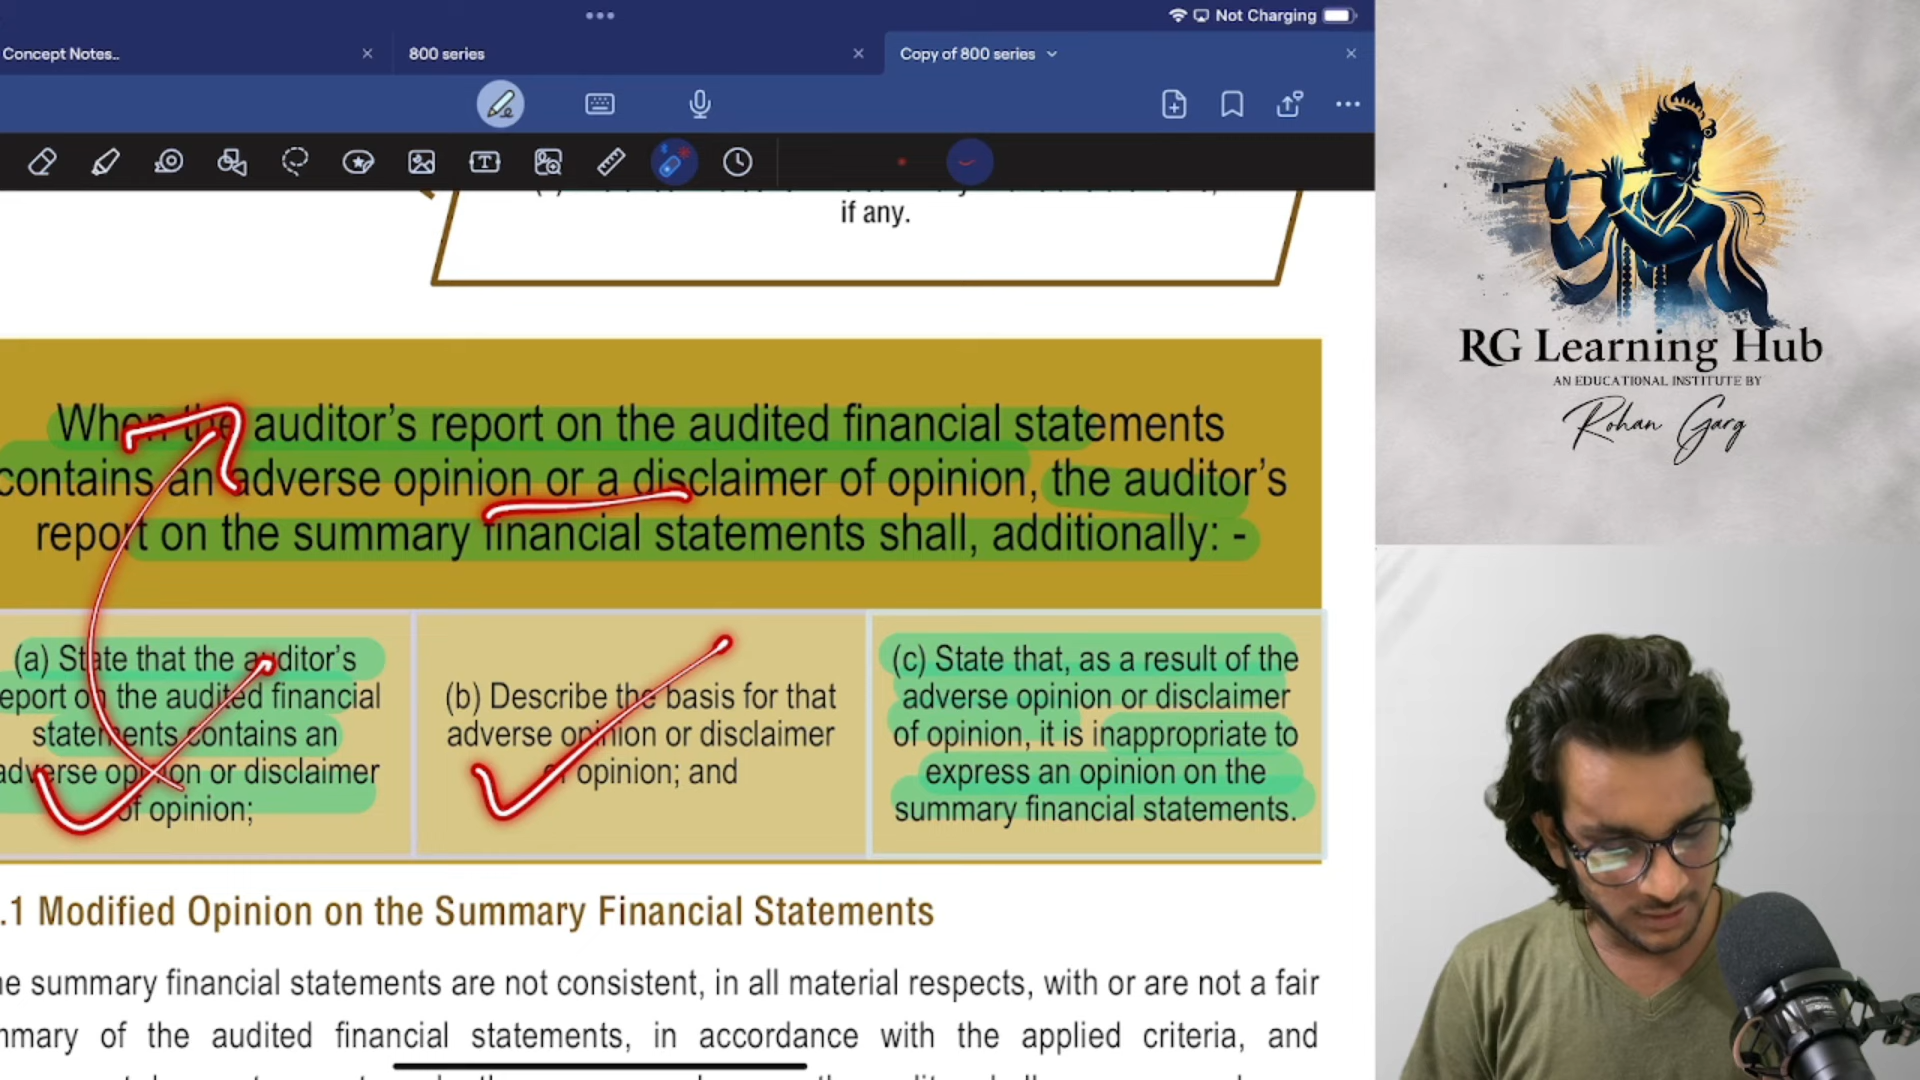 Not Charging
Concept Notes..
800 series
Copy of 800 series
if any.
When the auditor's report on the audited financial statements
contains an adverse opinion or a disclaimer of opinion, the auditor's
report on the summary financial statements shall, additionally: -
(a) State that the auditor's
report on the audited financial
statements contains an
adverse opinion or disclaimer
of opinion;
(b) Describe the basis for that
adverse opinion or disclaimer
of opinion; and
(c) State that, as a result of the
adverse opinion or disclaimer
of opinion, it is inappropriate to
express an opinion on the
summary financial statements.
.1 Modified Opinion on the Summary Financial Statements
summary financial statements are not consistent, in all material respects, with or are not a fair
of the audited financial statements, in accordance with the applied criteria, and
RG Learning Hub
AN EDUCATIONAL INSTITUTE BY
Rohan Garg